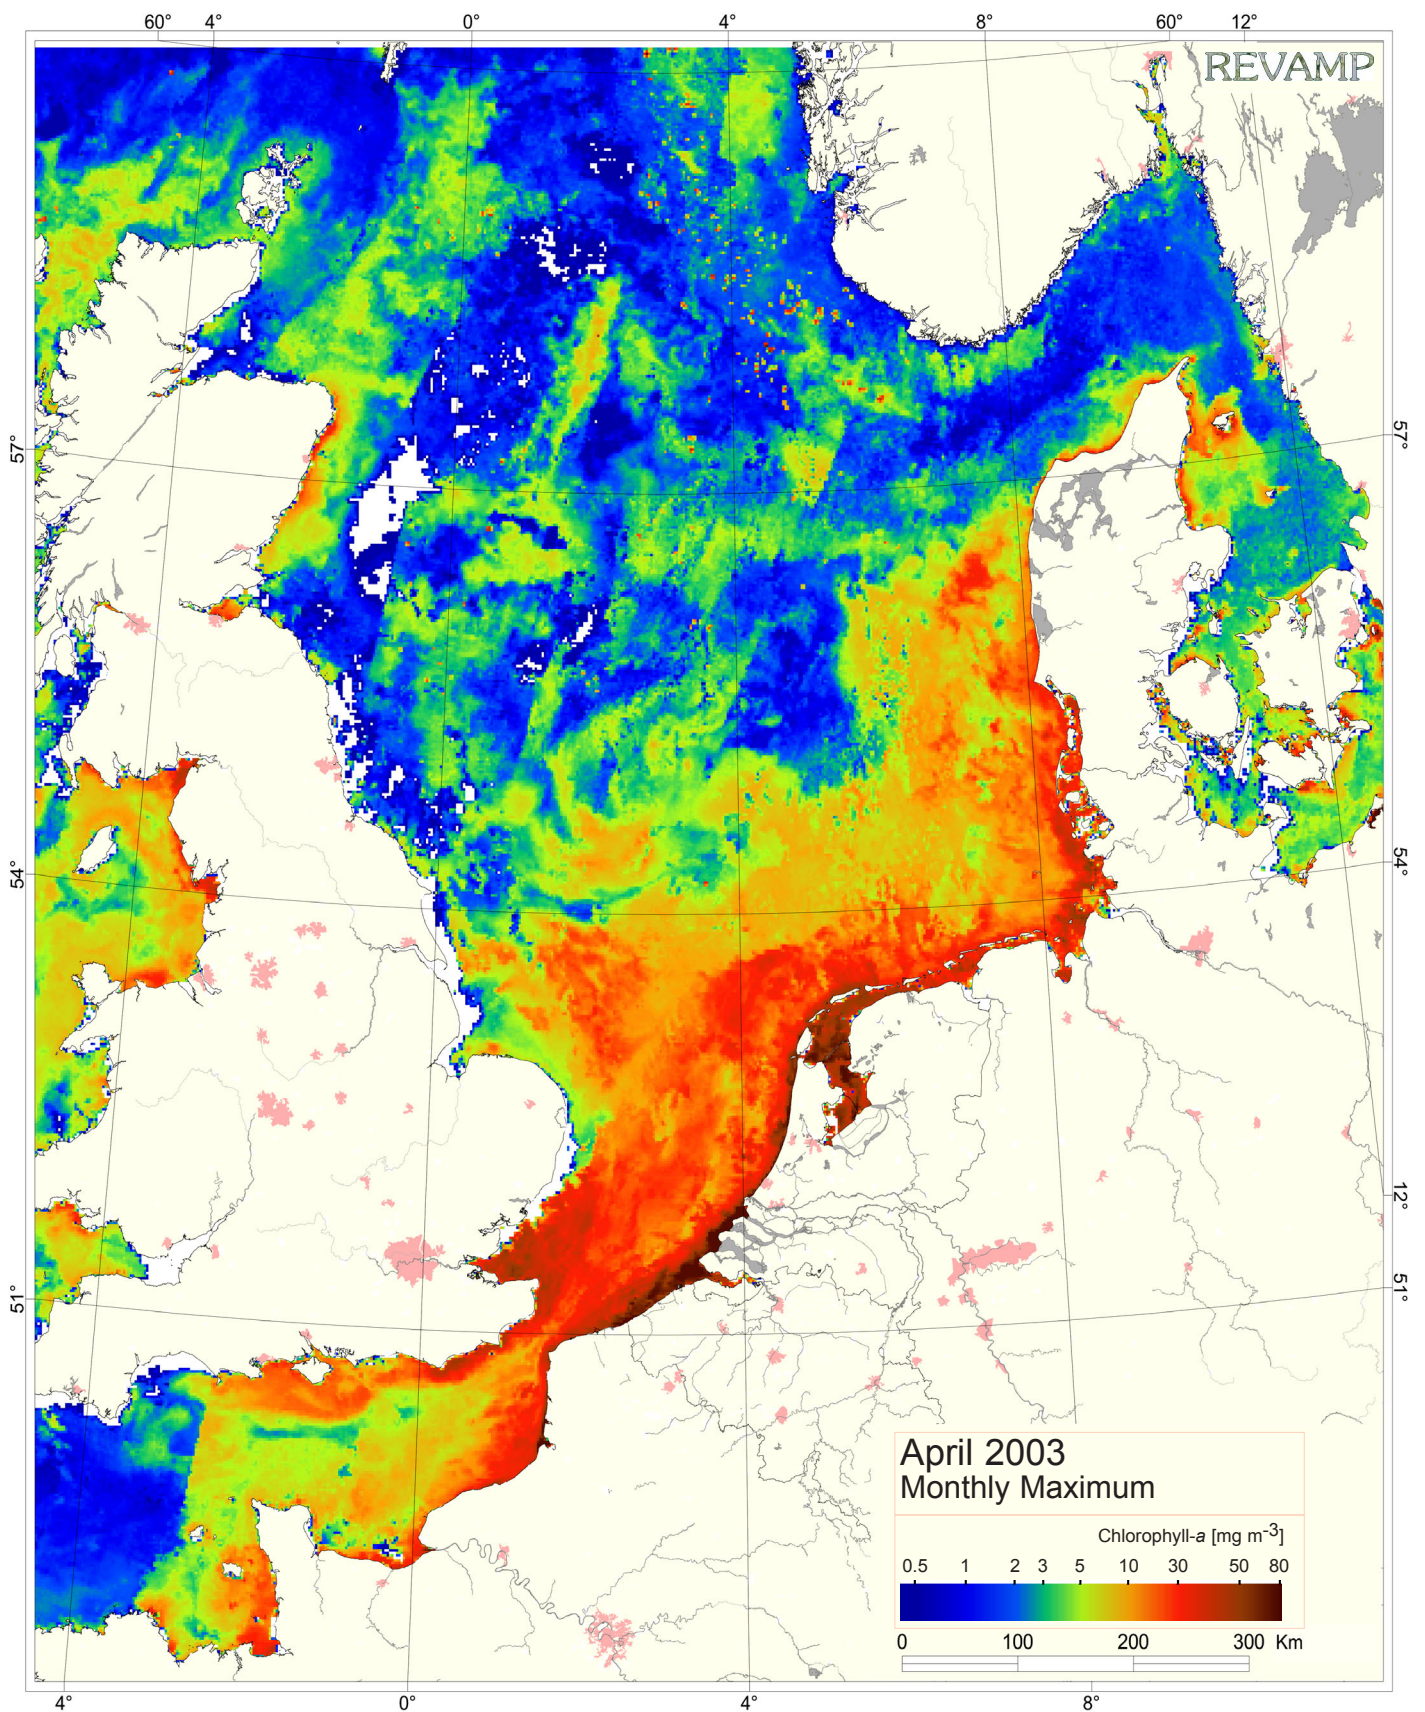 60° 4° 0° 4° 8° 60° 12°
REVAMP
57° 57°
54° 54°
12°
51° 51°
April 2003
Monthly Maximum
Chlorophyll-a [mg m-3]
0.5 1 2 3 5 10 30 50 80
0 100 200 300 Km
4° 0° 4° 8°